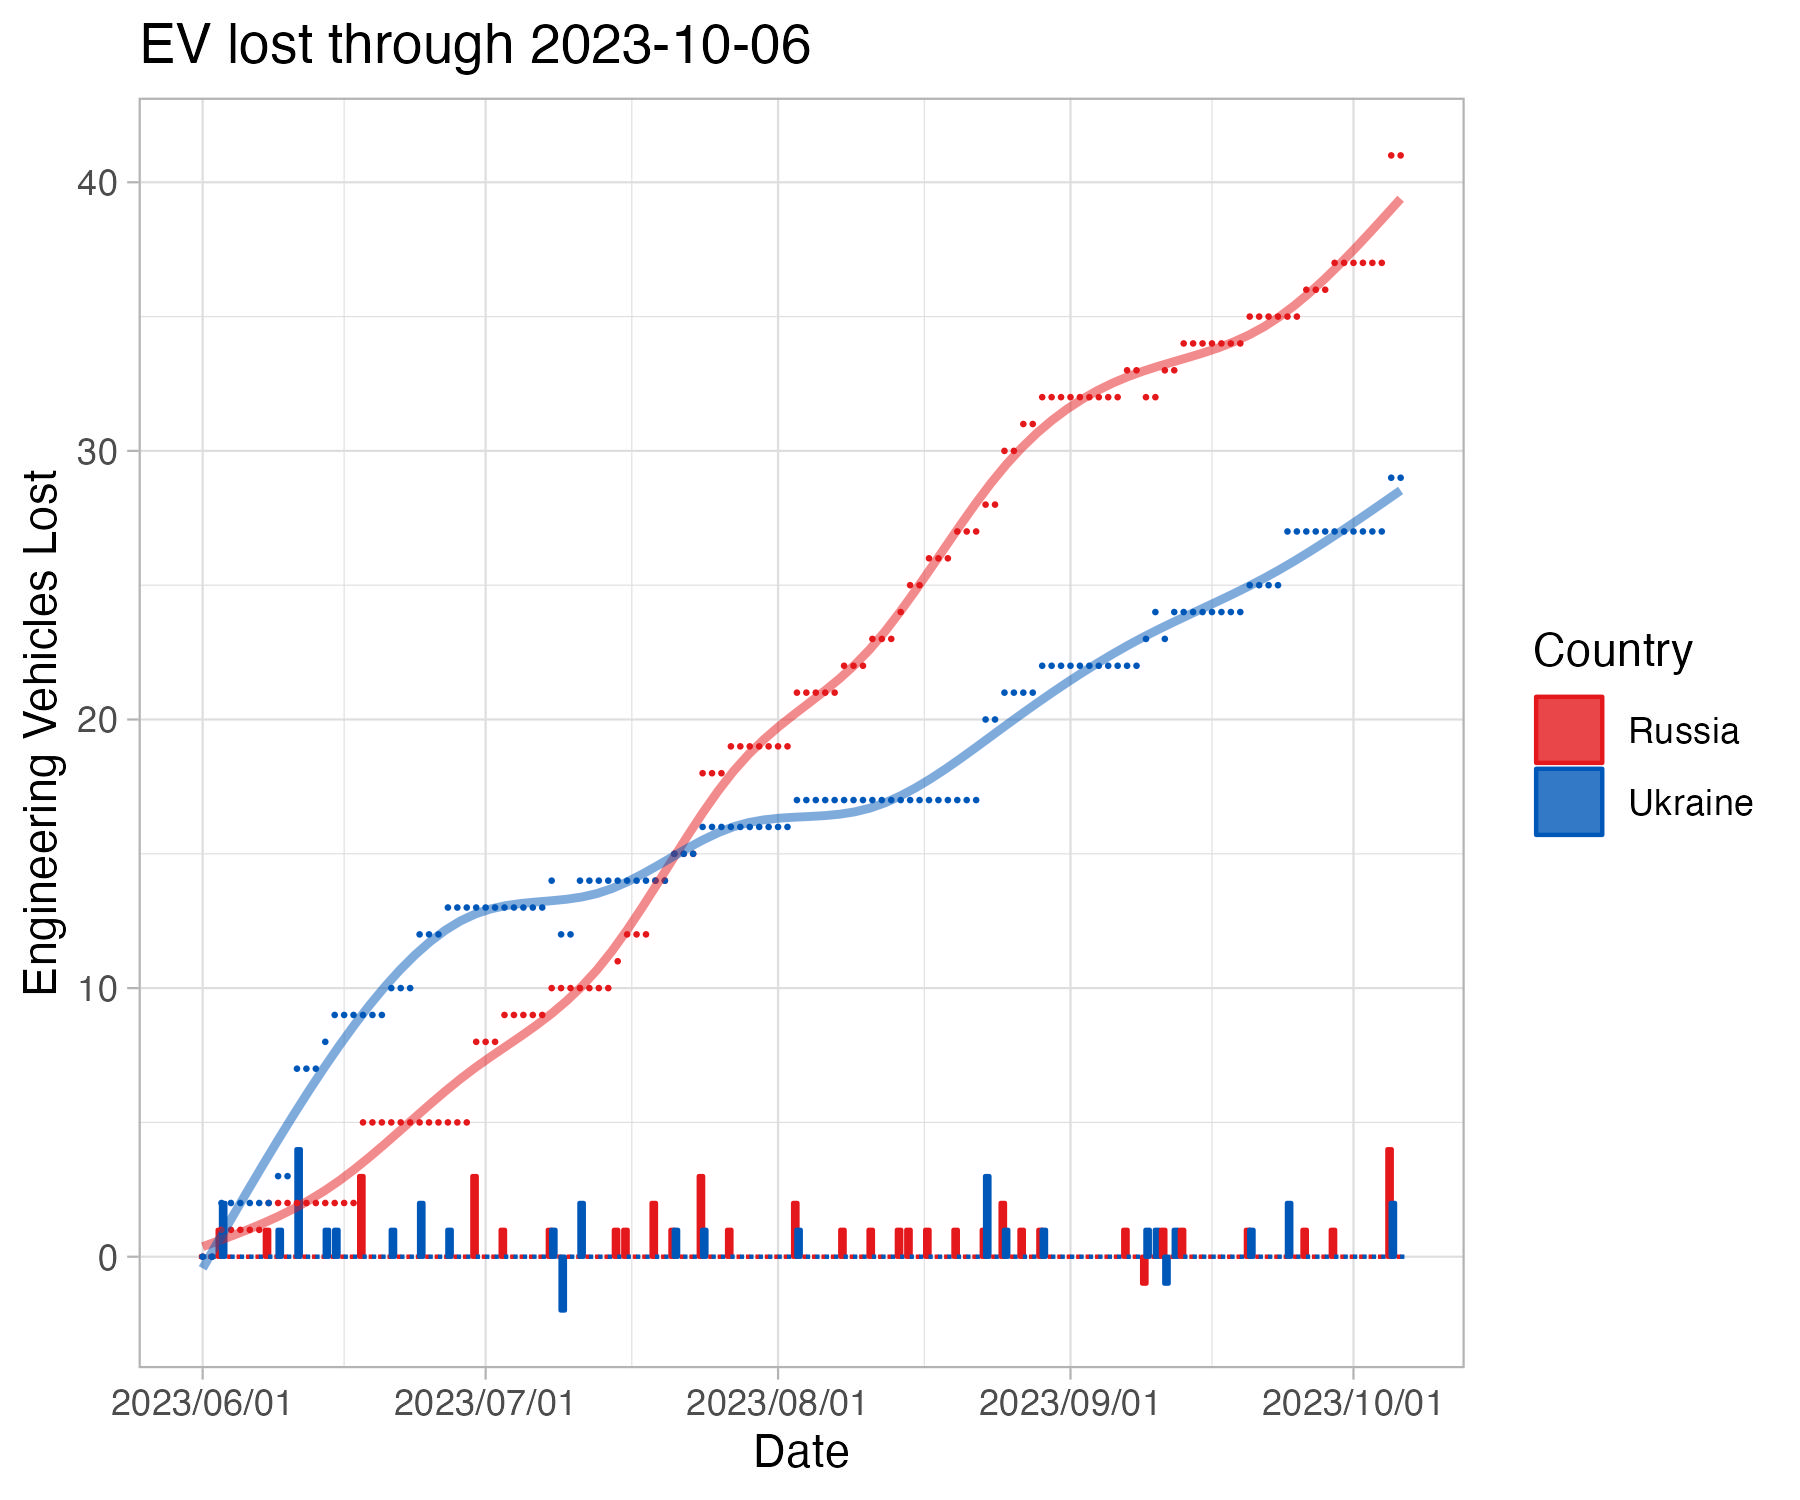 EV lost through 2023-10-06
Engineering Vehicles Lost
40
30
20
10
0
2023/06/01
2023/07/01
2023/08/01
2023/09/01
2023/10/01
Date
Country
Russia
Ukraine